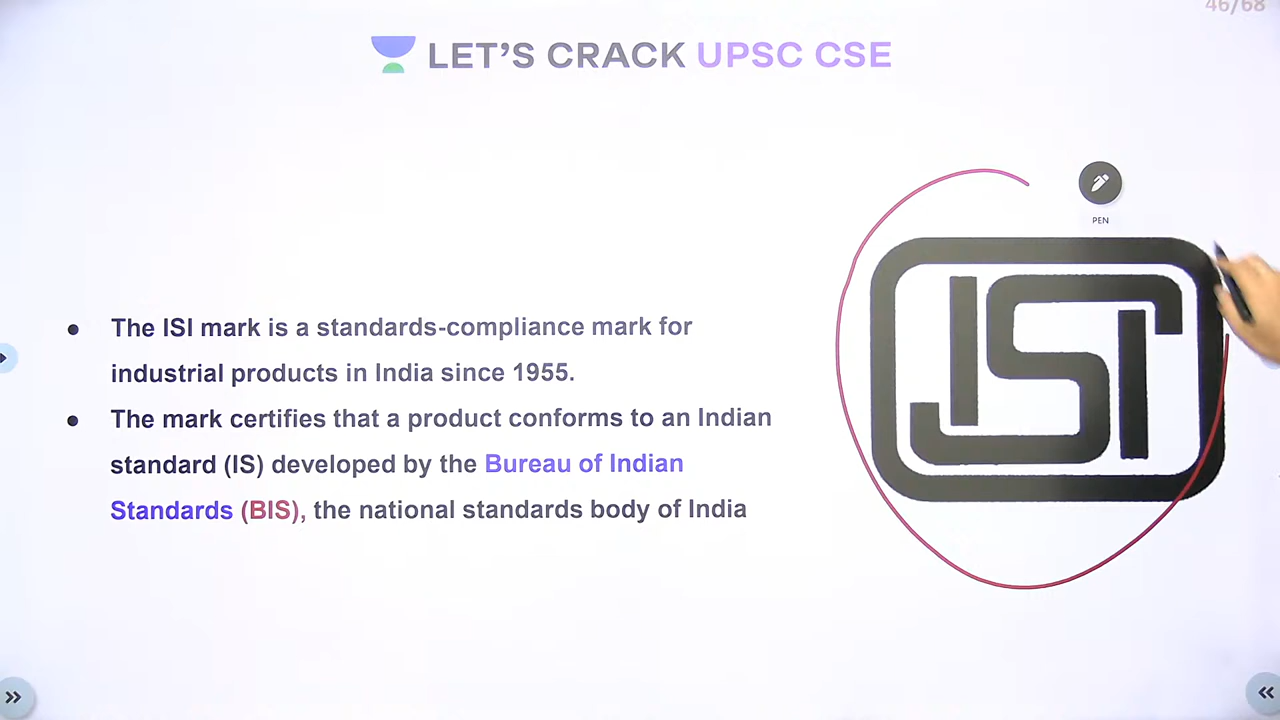 46/68
LET'S CRACK UPSC CSE
PEN
ISI
● The ISI mark is a standards-compliance mark for
industrial products in India since 1955.
● The mark certifies that a product conforms to an Indian
standard (IS) developed by the Bureau of Indian
Standards (BIS), the national standards body of India